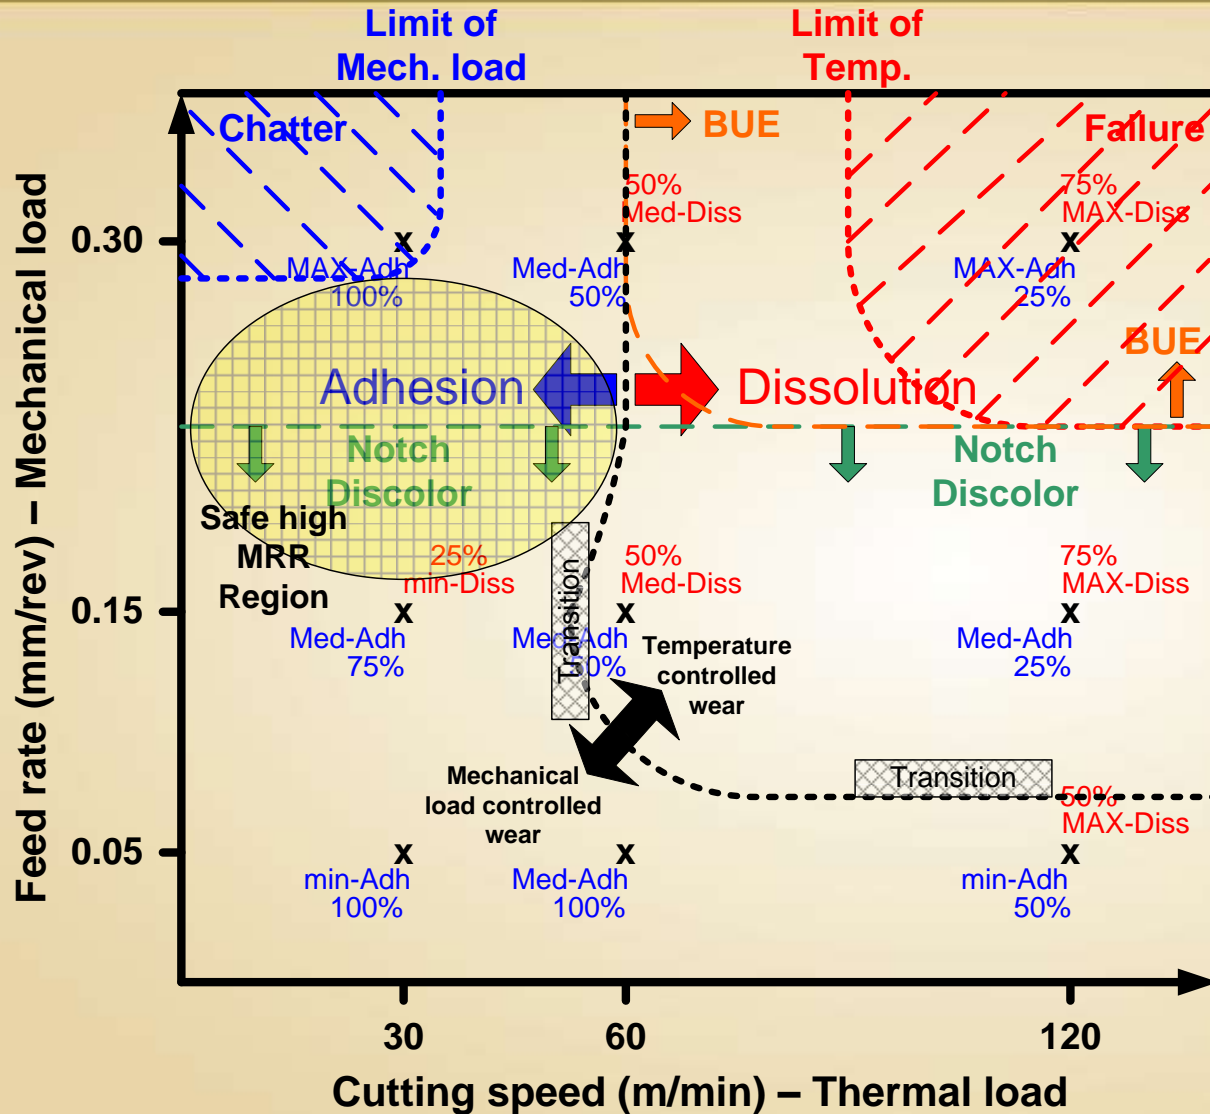 Limit of
Mech. load
Limit of
Temp.
Chatter
BUE
Failure
50%
Med-Diss
75%
MAX-Diss
0.30
x
x
x
MAX-Adh
100%
Med-Adh
50%
MAX-Adh
25%
BUE
Adhesion
Dissolution
Notch
Discolor
Notch
Discolor
Safe high
MRR
Region
25%
min-Diss
50%
Med-Diss
75%
MAX-Diss
0.15
x
x
x
Med-Adh
75%
Med-Adh
50%
Med-Adh
25%
Transition
Temperature
controlled
wear
Mechanical
load controlled
wear
Transition
50%
MAX-Diss
0.05
x
x
x
min-Adh
100%
Med-Adh
100%
min-Adh
50%
30
60
120
Cutting speed (m/min) – Thermal load
Feed rate (mm/rev) – Mechanical load